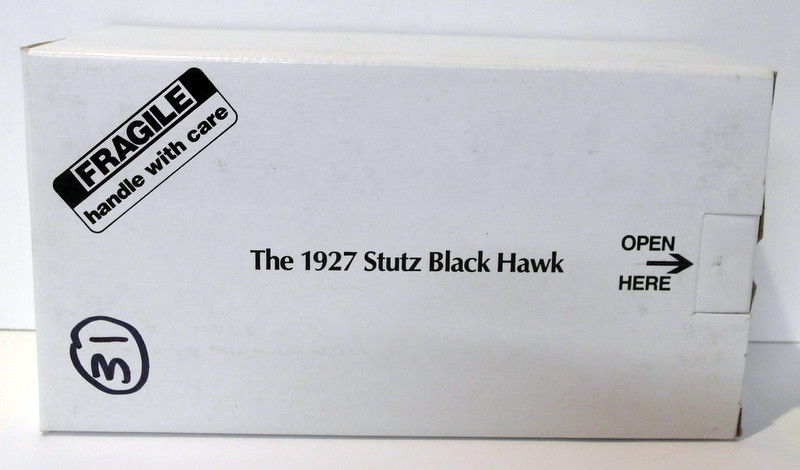 FRAGILE
handle with care
The 1927 Stutz Black Hawk
OPEN
HERE
31